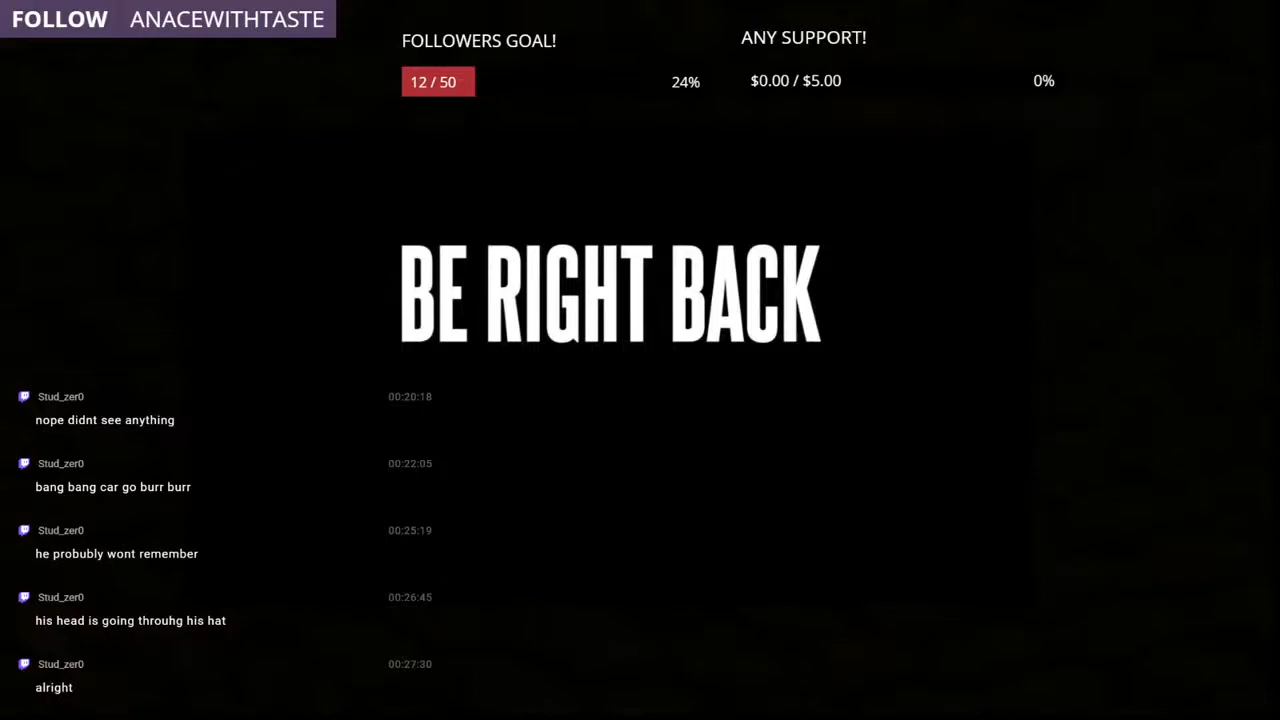 FOLLOW ANACEWITHTASTE
FOLLOWERS GOAL!
ANY SUPPORT!
12 / 50 24%
$0.00 / $5.00 0%
BE RIGHT BACK
Stud_zer0 00:20:18
nope didnt see anything
Stud_zer0 00:22:05
bang bang car go burr burr
Stud_zer0 00:25:19
he probubly wont remember
Stud_zer0 00:26:45
his head is going throuhg his hat
Stud_zer0 00:27:30
alright